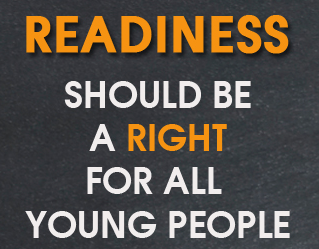 READINESS
SHOULD BE
A RIGHT
FOR ALL
YOUNG PEOPLE